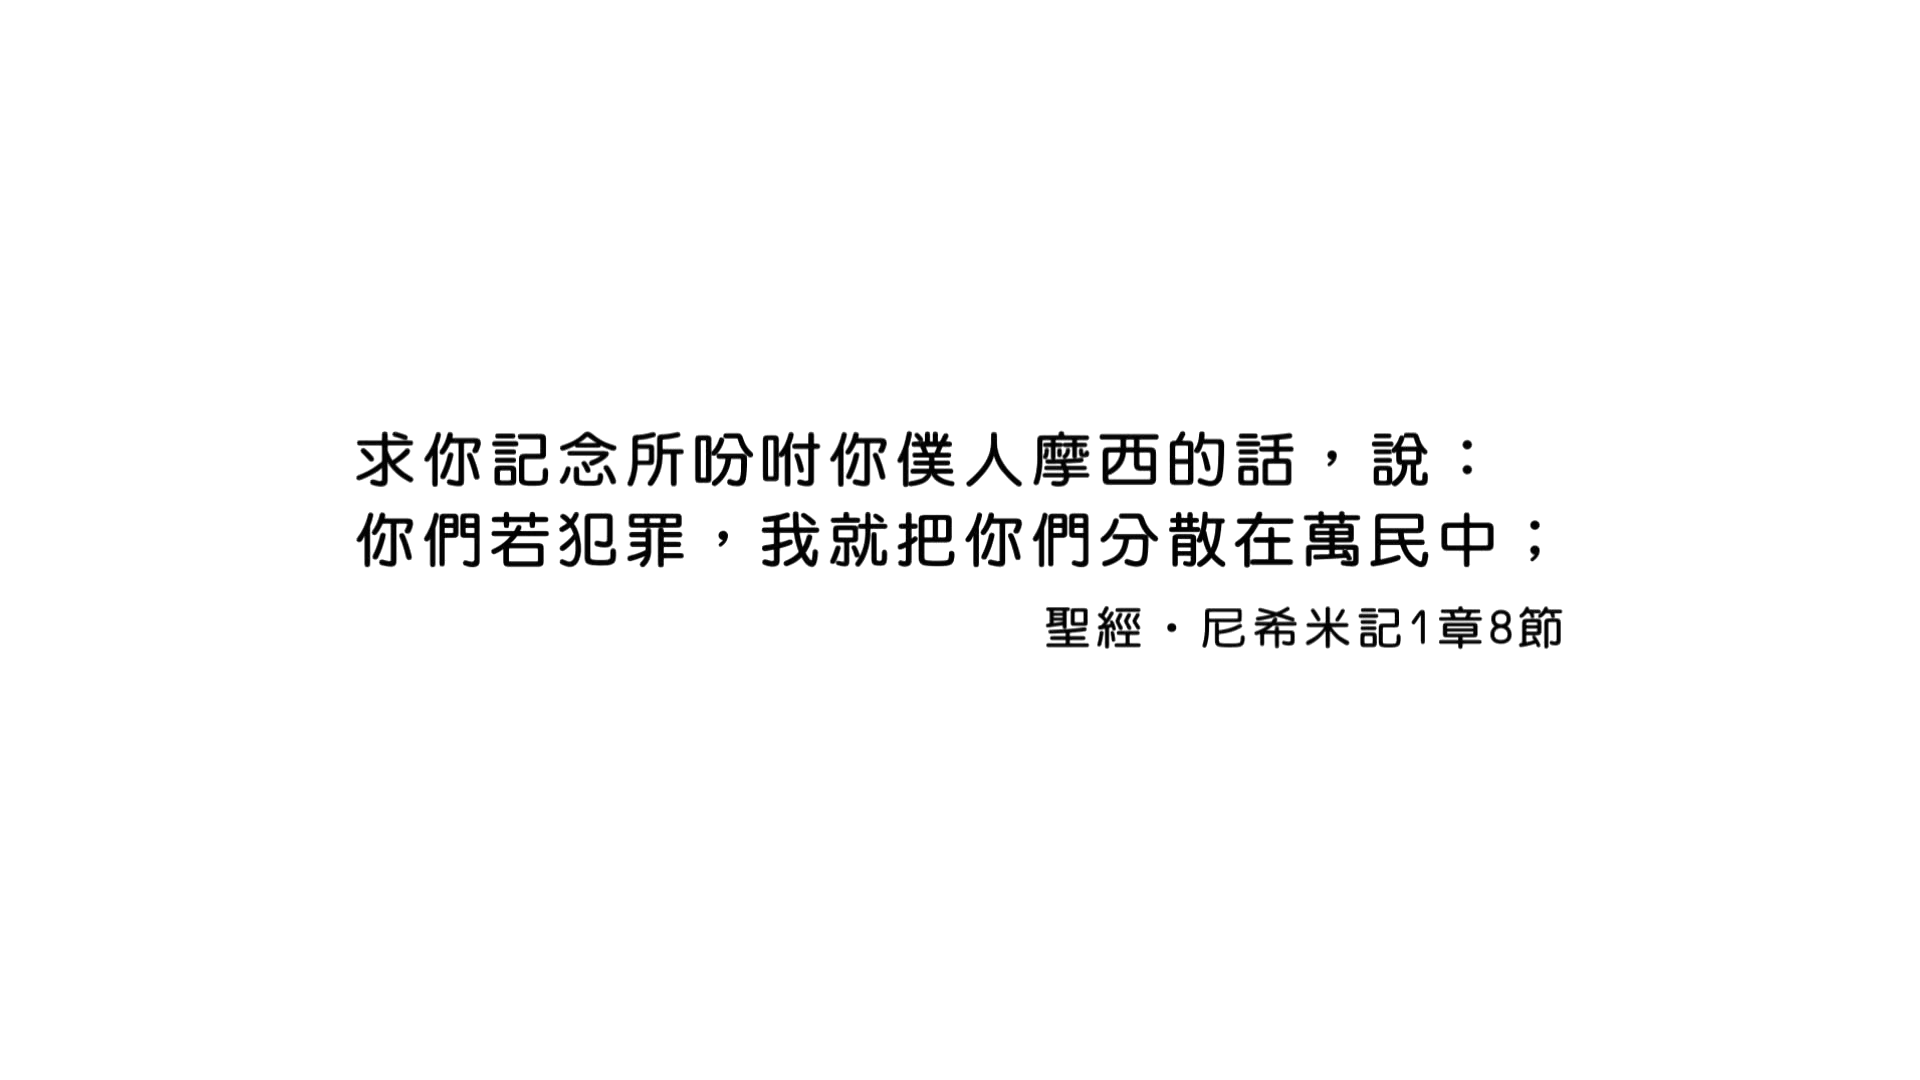 求你記念所吩咐你僕人摩西的話，說：
你們若犯罪，我就把你們分散在萬民中；
聖經・尼希米記1章8節